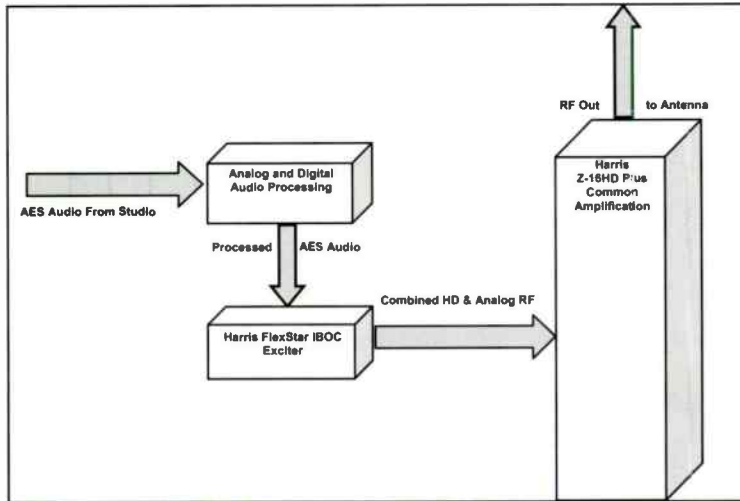 RF Out to Antenna
Harris
Z-16HD Plus
Common
Amplification
Analog and Digital
Audio Processing
AES Audio From Studio
Processed AES Audio
Combined HD & Analog RF
Harris FlexStar IBOC
Exciter